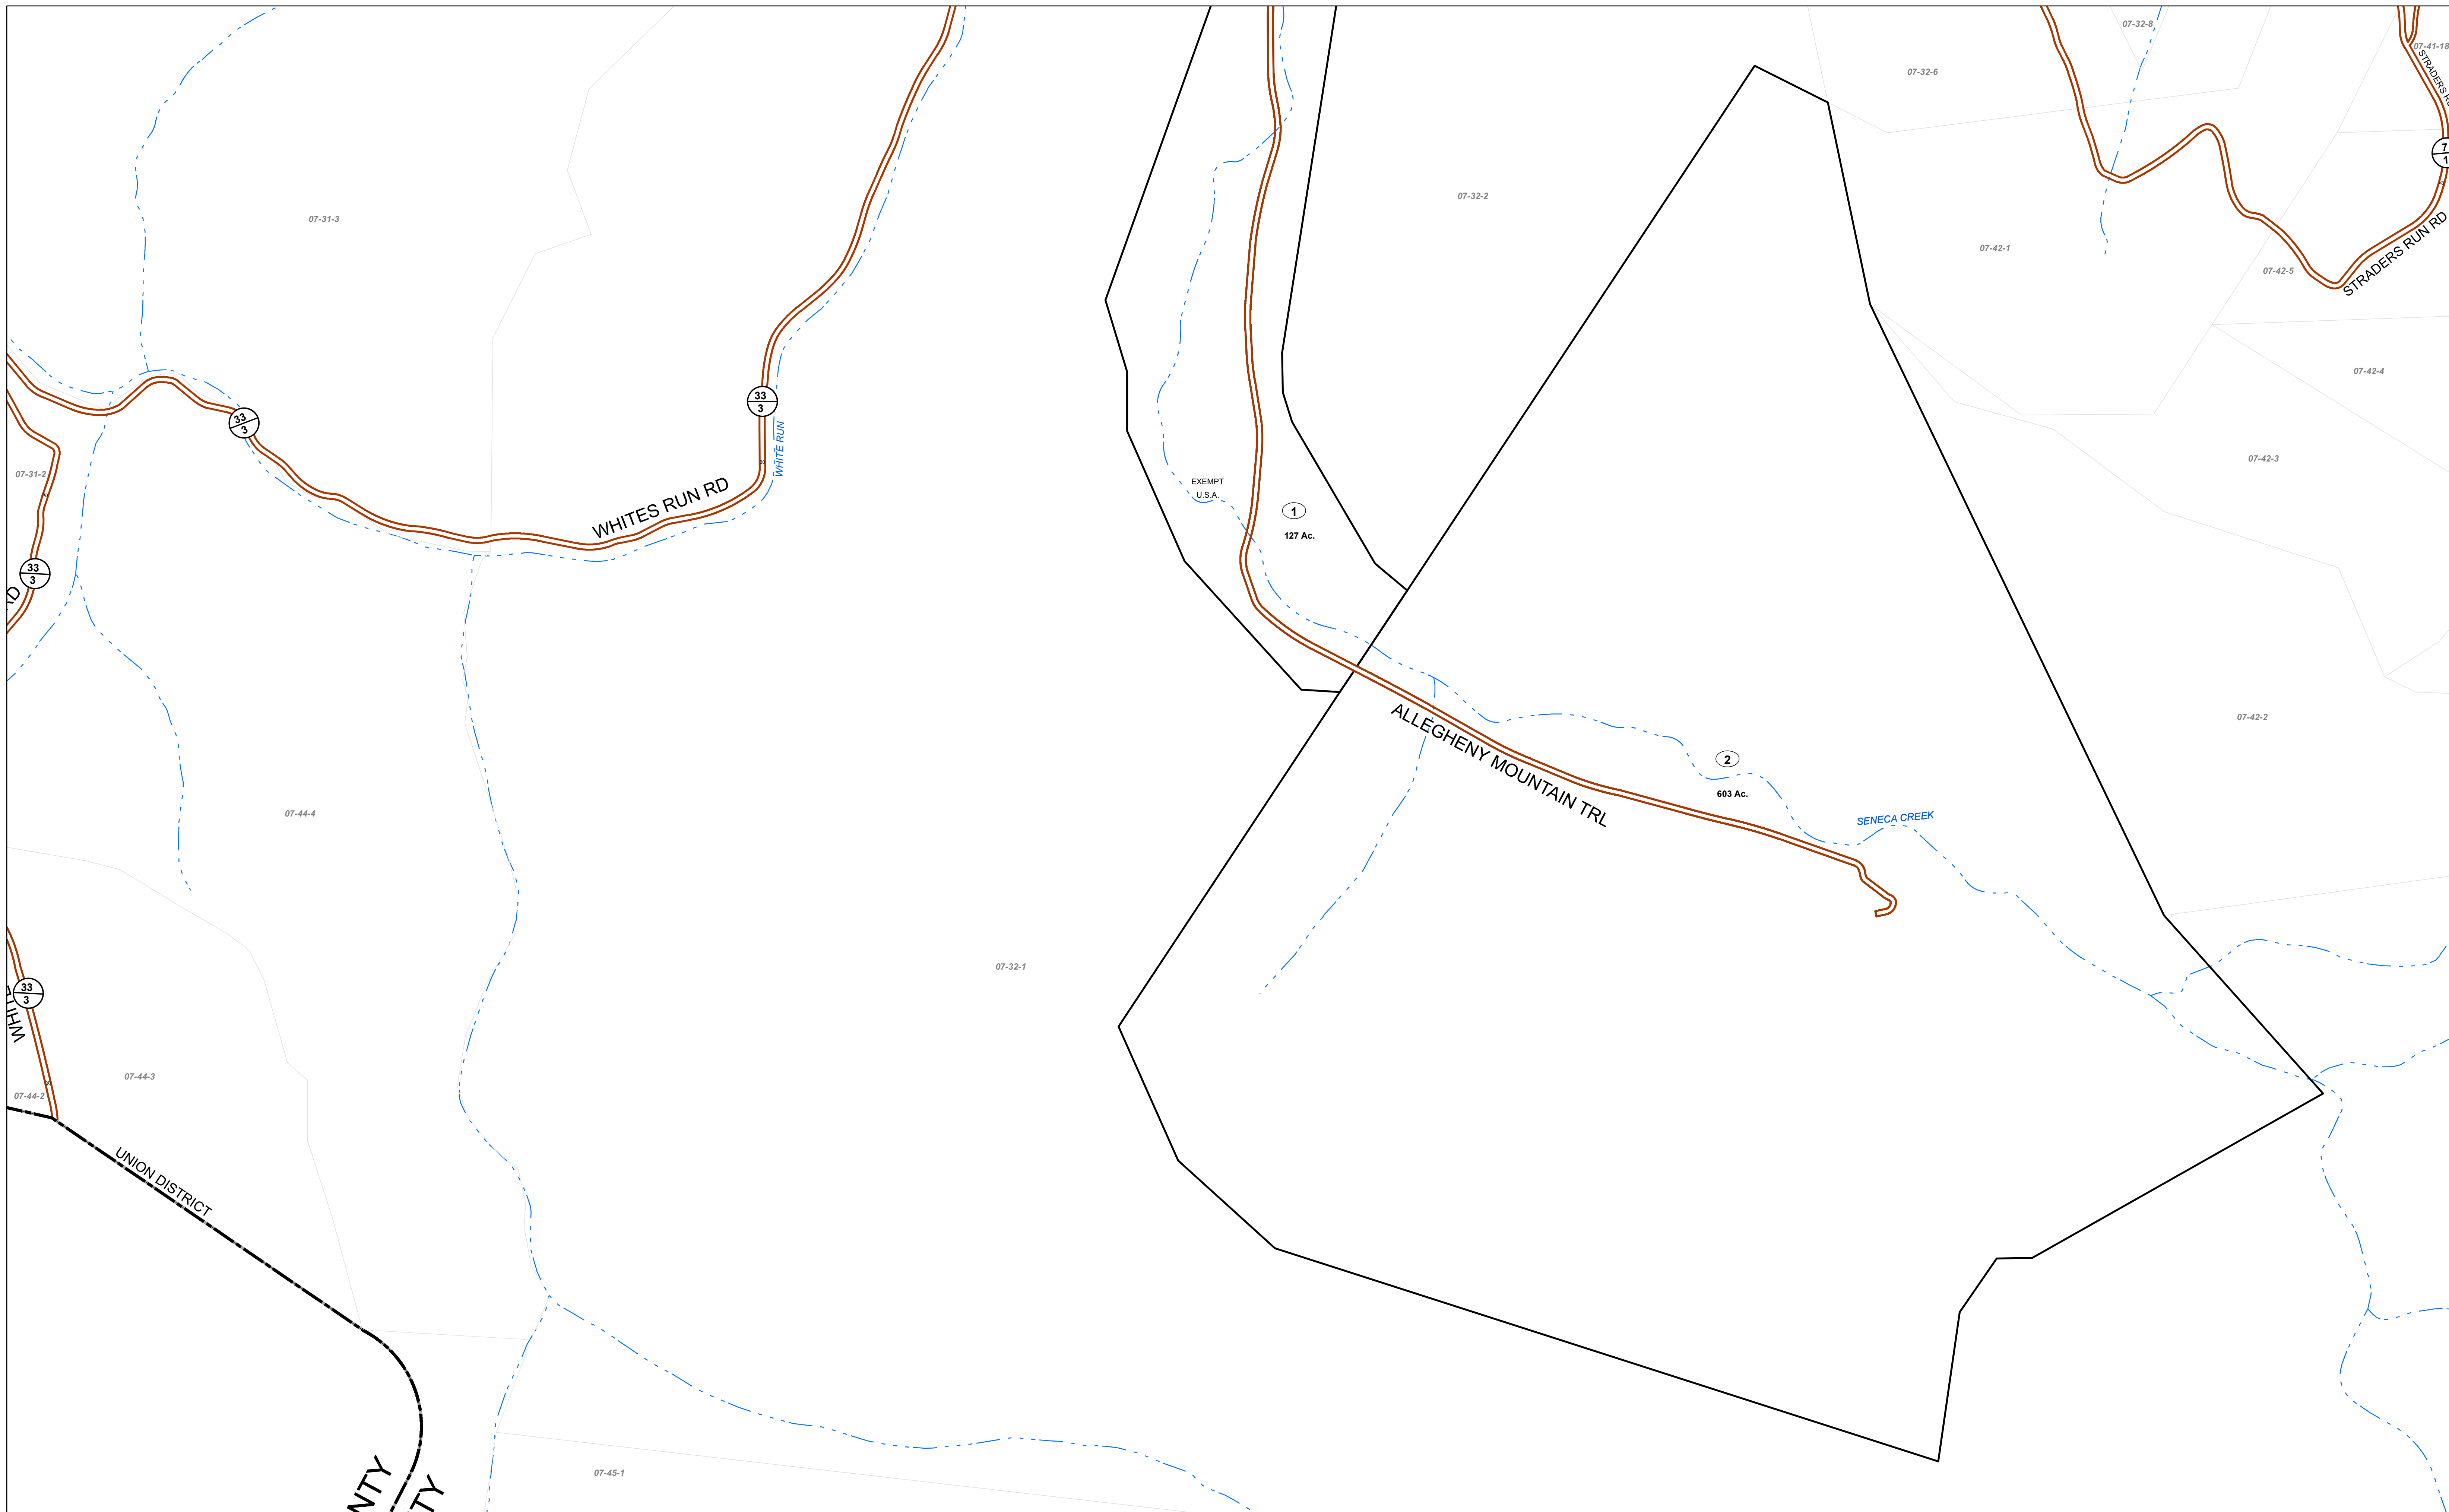 07-32-8
07-41-18
STRADERS
07-32-6
7
1
07-32-2
07-31-3
STRADERS RUN RD
07-42-1
07-42-5
07-42-4
33
3
33
3
WHITE RUN
07-42-3
07-31-2
EXEMPT
U.S.A.
WHITES RUN RD
1
127 Ac.
33
3
RD
ALLEGHENY MOUNTAIN TRL
07-42-2
2
603 Ac.
07-44-4
SENECA CREEK
07-32-1
33
3
WHIT
07-44-3
07-44-2
UNION DISTRICT
07-45-1
NTY
TY